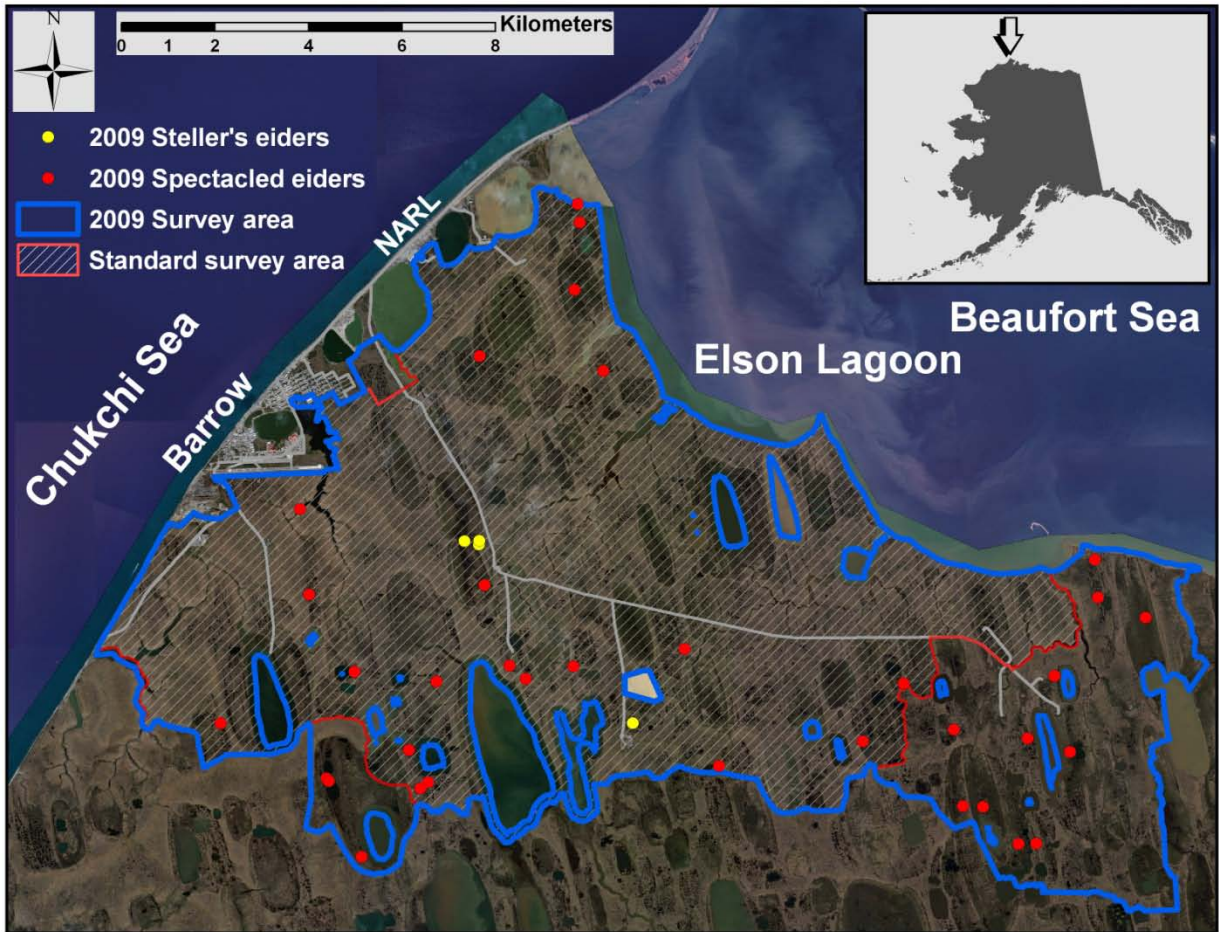 N
Kilometers
0 1 2 4 6 8
2009 Steller's eiders
2009 Spectacled eiders
2009 Survey area
Standard survey area
NARL
Chukchi Sea
Barrow
Beaufort Sea
Elson Lagoon